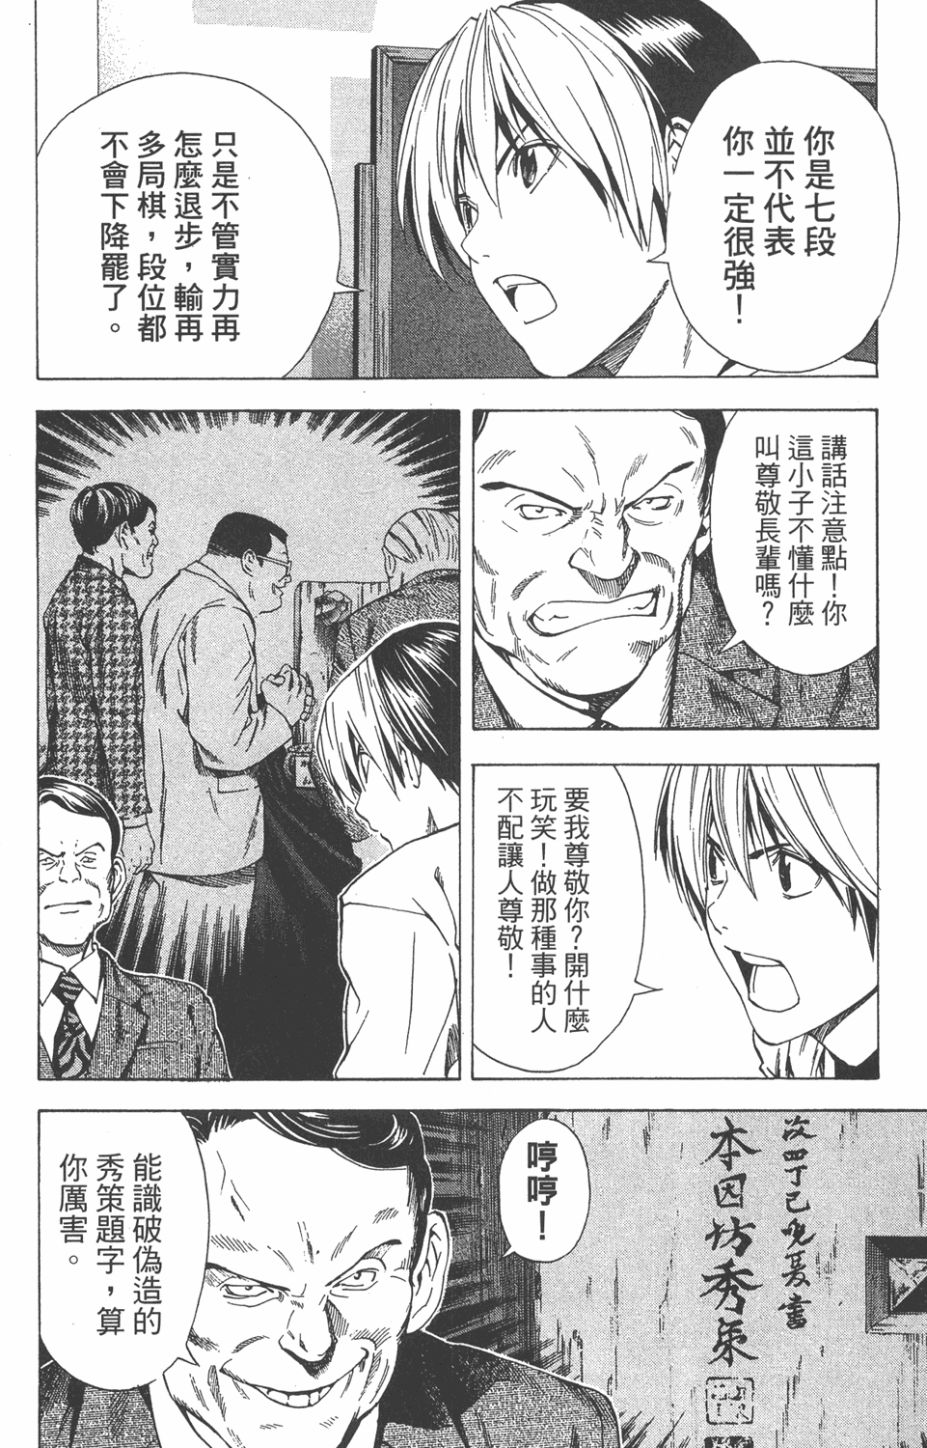 你是七段
並不代表
你一定很強！
只是不管實力再
怎麼退步，輸再
多局棋，段位都
不會下降罷了。
講話注意點！你
這小子不懂什麼
叫尊敬長輩嗎？
要我尊敬你？開什麼
玩笑！做那種事的人
不配讓人尊敬！
哼哼！
能識破偽造的
秀策題字，算
你厲害。
本因坊秀策